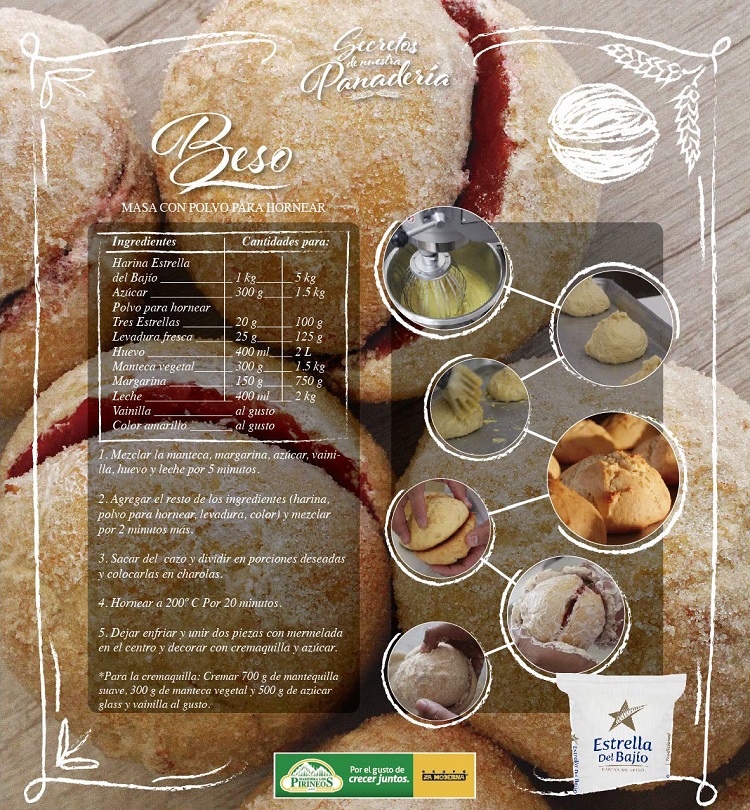 Secretos
de nuestra
Panadería
Beso
MASA CON POLVO PARA HORNEAR
Ingredientes Cantidades para:
Harina Estrella
del Bajío 1 kg 5 kg
Azúcar 300 g 1.5 kg
Polvo para hornear
Tres Estrellas 20 g 100 g
Levadura fresca 25 g 125 g
Huevo 400 ml 2 L
Manteca vegetal 300 g 1.5 kg
Margarina 150 g 750 g
Leche 400 ml 2 kg
Vainilla al gusto
Color amarillo al gusto
1. Mezclar la manteca, margarina, azúcar, vaini-
lla, huevo y leche por 5 minutos.
2. Agregar el resto de los ingredientes (harina,
polvo para hornear, levadura, color) y mezclar
por 2 minutos más.
3. Sacar del cazo y dividir en porciones deseadas
y colocarlas en charolas.
4. Hornear a 200º C Por 20 minutos.
5. Dejar enfriar y unir dos piezas con mermelada
en el centro y decorar con cremaquilla y azúcar.
*Para la cremaquilla: Cremar 700 g de mantequilla
suave, 300 g de manteca vegetal y 500 g de azúcar
glass y vainilla al gusto.
Estrella
Del Bajío
PIRINEOS
Por el gusto de
crecer juntos.
LA MODERNA